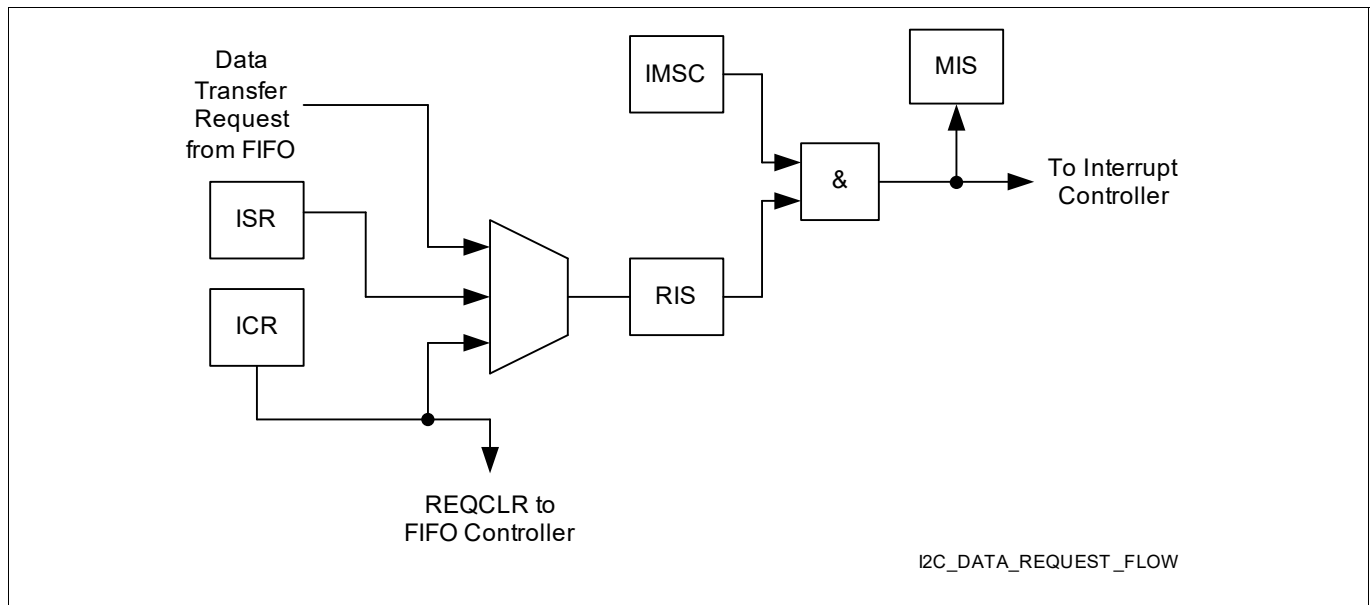 Data
Transfer
Request
from FIFO
IMSC
MIS
&
To Interrupt
Controller
ISR
ICR
RIS
REQCLR to
FIFO Controller
I2C_DATA_REQUEST_FLOW